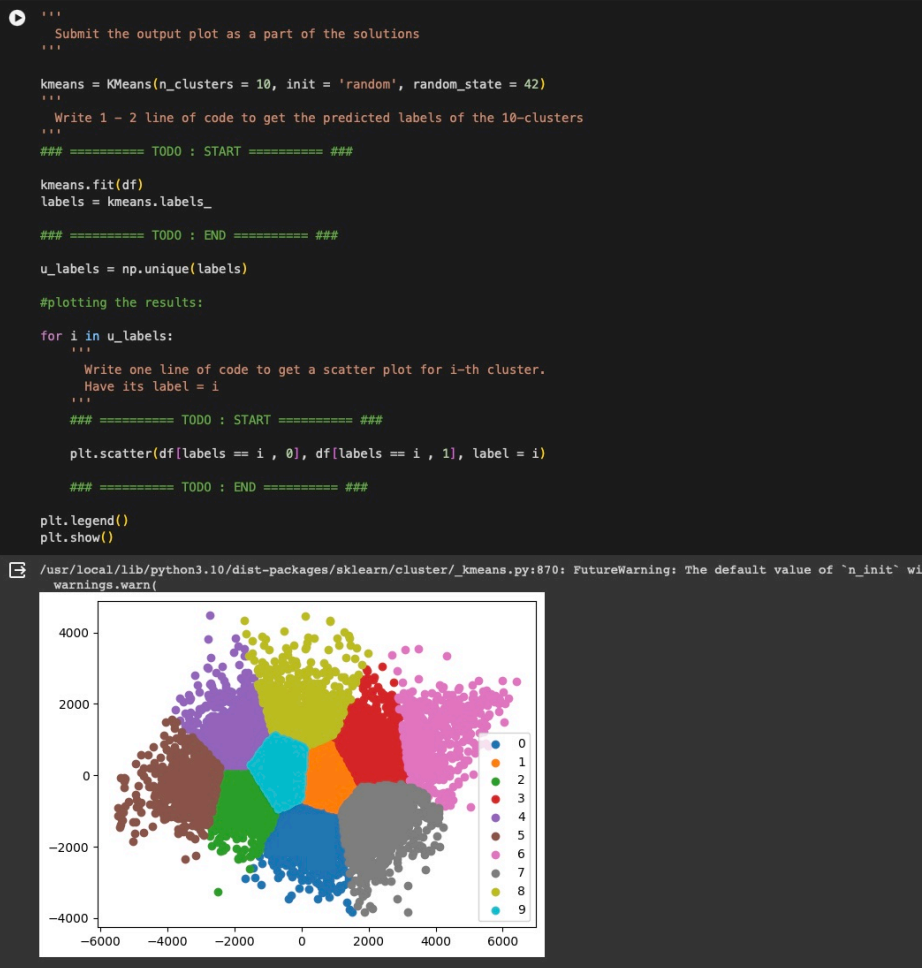 '''
Submit the output plot as a part of the solutions
'''
kmeans = KMeans(n_clusters = 10, init = 'random', random_state = 42)
'''
Write 1 - 2 line of code to get the predicted labels of the 10-clusters
'''
### ========== TODO : START ========== ###
kmeans.fit(df)
labels = kmeans.labels_
### ========== TODO : END ========== ###
u_labels = np.unique(labels)
#plotting the results:
for i in u_labels:
'''
Write one line of code to get a scatter plot for i-th cluster.
Have its label = i
'''
### ========== TODO : START ========== ###
plt.scatter(df[labels == i , 0], df[labels == i , 1], label = i)
### ========== TODO : END ========== ###
plt.legend()
plt.show()
/usr/local/lib/python3.10/dist-packages/sklearn/cluster/_kmeans.py:870: FutureWarning: The default value of `n_init` wi
warnings.warn(
4000
2000
0
−2000
−4000
0
1
2
3
4
5
6
7
8
9
−6000 −4000 −2000 0 2000 4000 6000